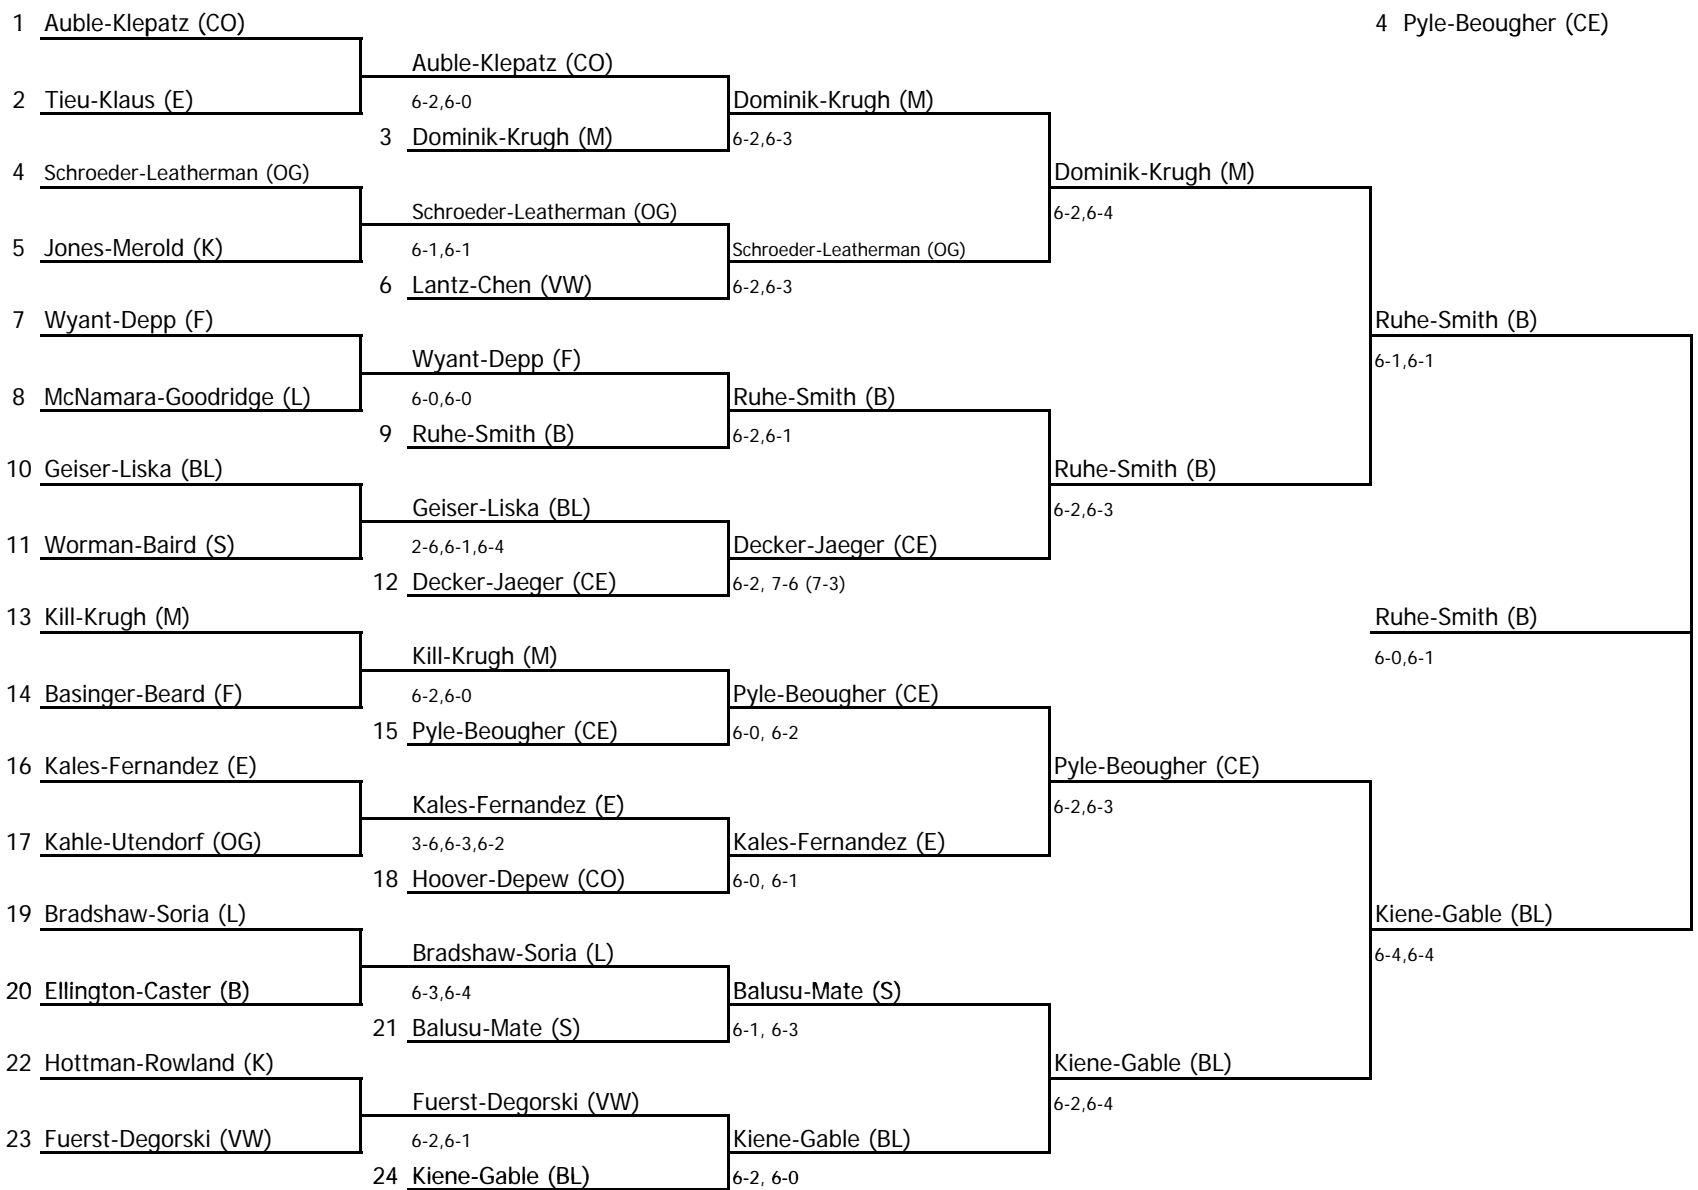 1 Auble-Klepatz (CO)
4 Pyle-Beougher (CE)
Auble-Klepatz (CO)
2 Tieu-Klaus (E)
6-2,6-0
Dominik-Krugh (M)
3 Dominik-Krugh (M)
6-2,6-3
4 Schroeder-Leatherman (OG)
Dominik-Krugh (M)
Schroeder-Leatherman (OG)
6-2,6-4
5 Jones-Merold (K)
6-1,6-1
Schroeder-Leatherman (OG)
6 Lantz-Chen (VW)
6-2,6-3
7 Wyant-Depp (F)
Ruhe-Smith (B)
Wyant-Depp (F)
6-1,6-1
8 McNamara-Goodridge (L)
6-0,6-0
Ruhe-Smith (B)
9 Ruhe-Smith (B)
6-2,6-1
10 Geiser-Liska (BL)
Ruhe-Smith (B)
Geiser-Liska (BL)
6-2,6-3
11 Worman-Baird (S)
2-6,6-1,6-4
Decker-Jaeger (CE)
12 Decker-Jaeger (CE)
6-2, 7-6 (7-3)
13 Kill-Krugh (M)
Ruhe-Smith (B)
Kill-Krugh (M)
6-0,6-1
14 Basinger-Beard (F)
6-2,6-0
Pyle-Beougher (CE)
15 Pyle-Beougher (CE)
6-0, 6-2
16 Kales-Fernandez (E)
Pyle-Beougher (CE)
Kales-Fernandez (E)
6-2,6-3
17 Kahle-Utendorf (OG)
3-6,6-3,6-2
Kales-Fernandez (E)
18 Hoover-Depew (CO)
6-0, 6-1
19 Bradshaw-Soria (L)
Kiene-Gable (BL)
Bradshaw-Soria (L)
6-4,6-4
20 Ellington-Caster (B)
6-3,6-4
Balusu-Mate (S)
21 Balusu-Mate (S)
6-1, 6-3
22 Hottman-Rowland (K)
Kiene-Gable (BL)
Fuerst-Degorski (VW)
6-2,6-4
23 Fuerst-Degorski (VW)
6-2,6-1
Kiene-Gable (BL)
24 Kiene-Gable (BL)
6-2, 6-0